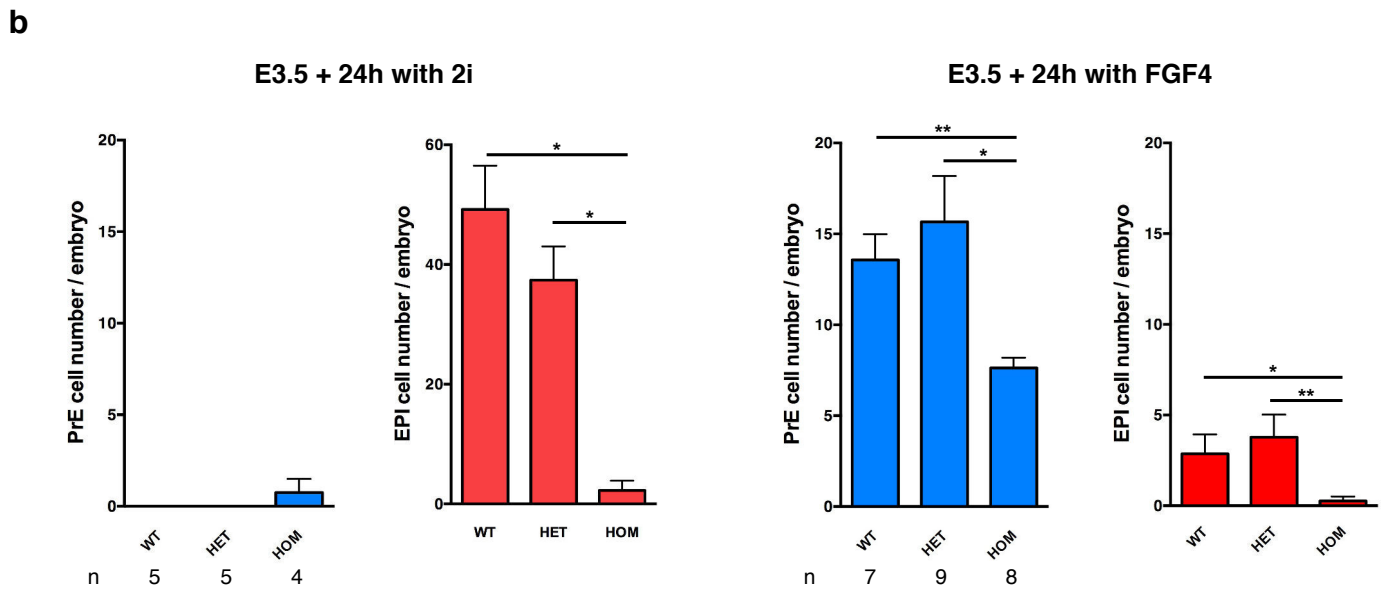 b
E3.5 + 24h with 2i
E3.5 + 24h with FGF4
PrE cell number / embryo
20
15
10
5
0
WT HET HOM
n 5 5 4
EPI cell number / embryo
60
40
20
0
* *
WT HET HOM
PrE cell number / embryo
20
15
10
5
0
** *
WT HET HOM
n 7 9 8
EPI cell number / embryo
20
15
10
5
0
* **
WT HET HOM